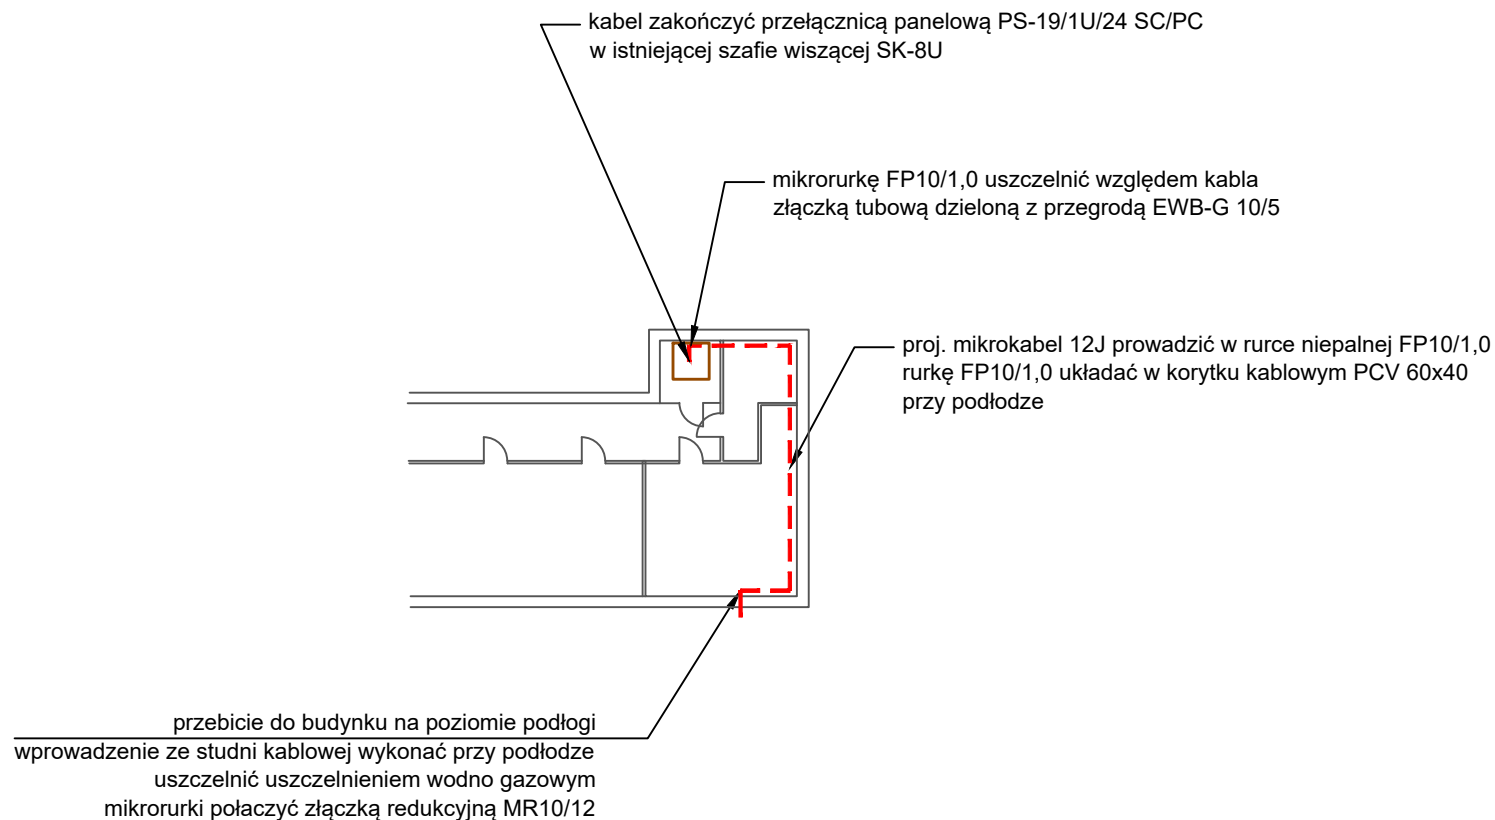 kabel zakończyć przełącznicą panelową PS-19/1U/24 SC/PC
w istniejącej szafie wiszącej SK-8U
mikrorurkę FP10/1,0 uszczelnić względem kabla
złączką tubową dzieloną z przegrodą EWB-G 10/5
proj. mikrokabel 12J prowadzić w rurce niepalnej FP10/1,0
rurkę FP10/1,0 układać w korytku kablowym PCV 60x40
przy podłodze
przebicie do budynku na poziomie podłogi
wprowadzenie ze studni kablowej wykonać przy podłodze
uszczelnić uszczelnieniem wodno gazowym
mikrorurki połaczyć złączką redukcyjną MR10/12